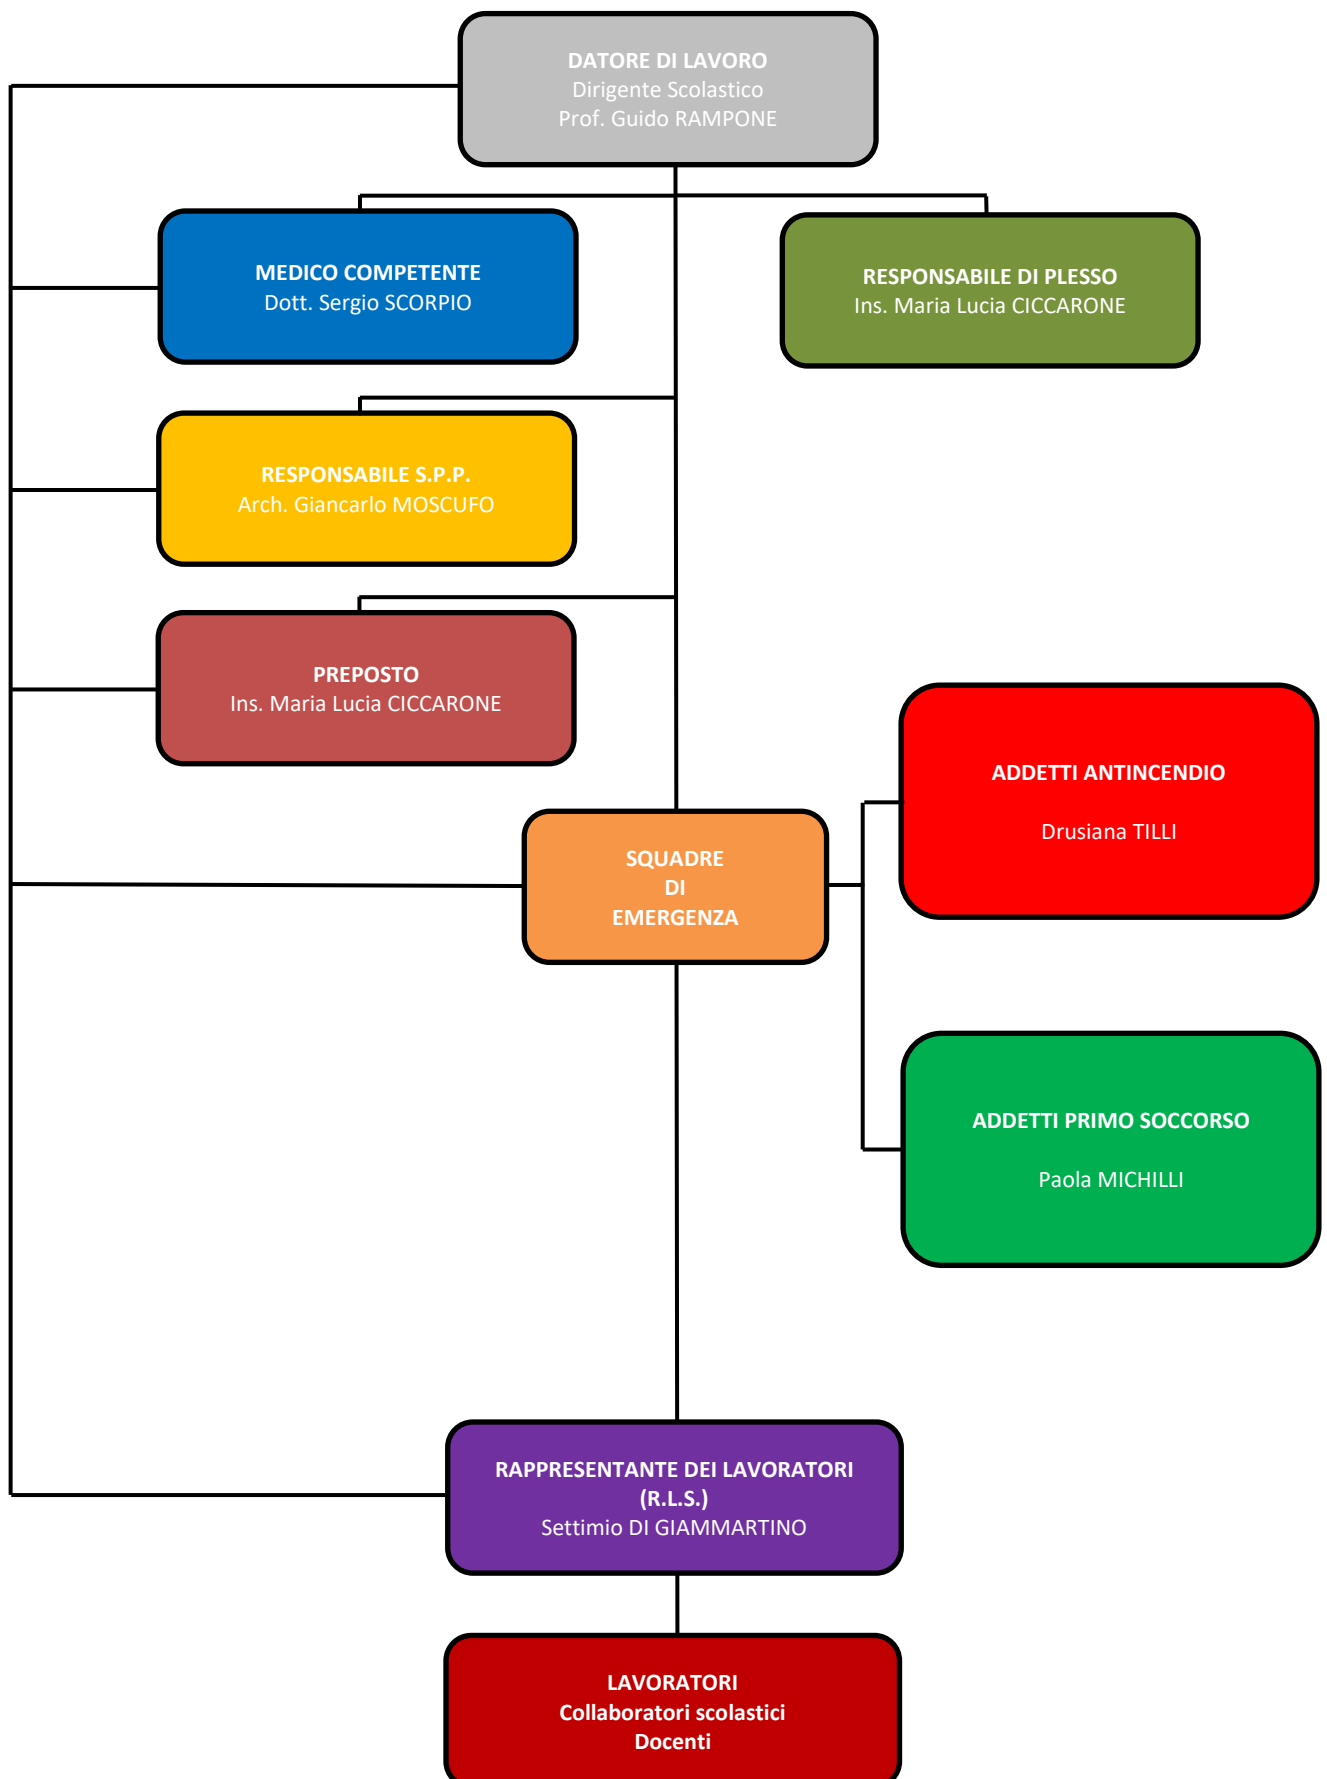 DATORE DI LAVORO
Dirigente Scolastico
Prof. Guido RAMPONE
MEDICO COMPETENTE
Dott. Sergio SCORPIO
RESPONSABILE DI PLESSO
Ins. Maria Lucia CICCARONE
RESPONSABILE S.P.P.
Arch. Giancarlo MOSCUFO
PREPOSTO
Ins. Maria Lucia CICCARONE
ADDETTI ANTINCENDIO
Drusiana TILLI
SQUADRE
DI
EMERGENZA
ADDETTI PRIMO SOCCORSO
Paola MICHILLI
RAPPRESENTANTE DEI LAVORATORI
(R.L.S.)
Settimio DI GIAMMARTINO
LAVORATORI
Collaboratori scolastici
Docenti